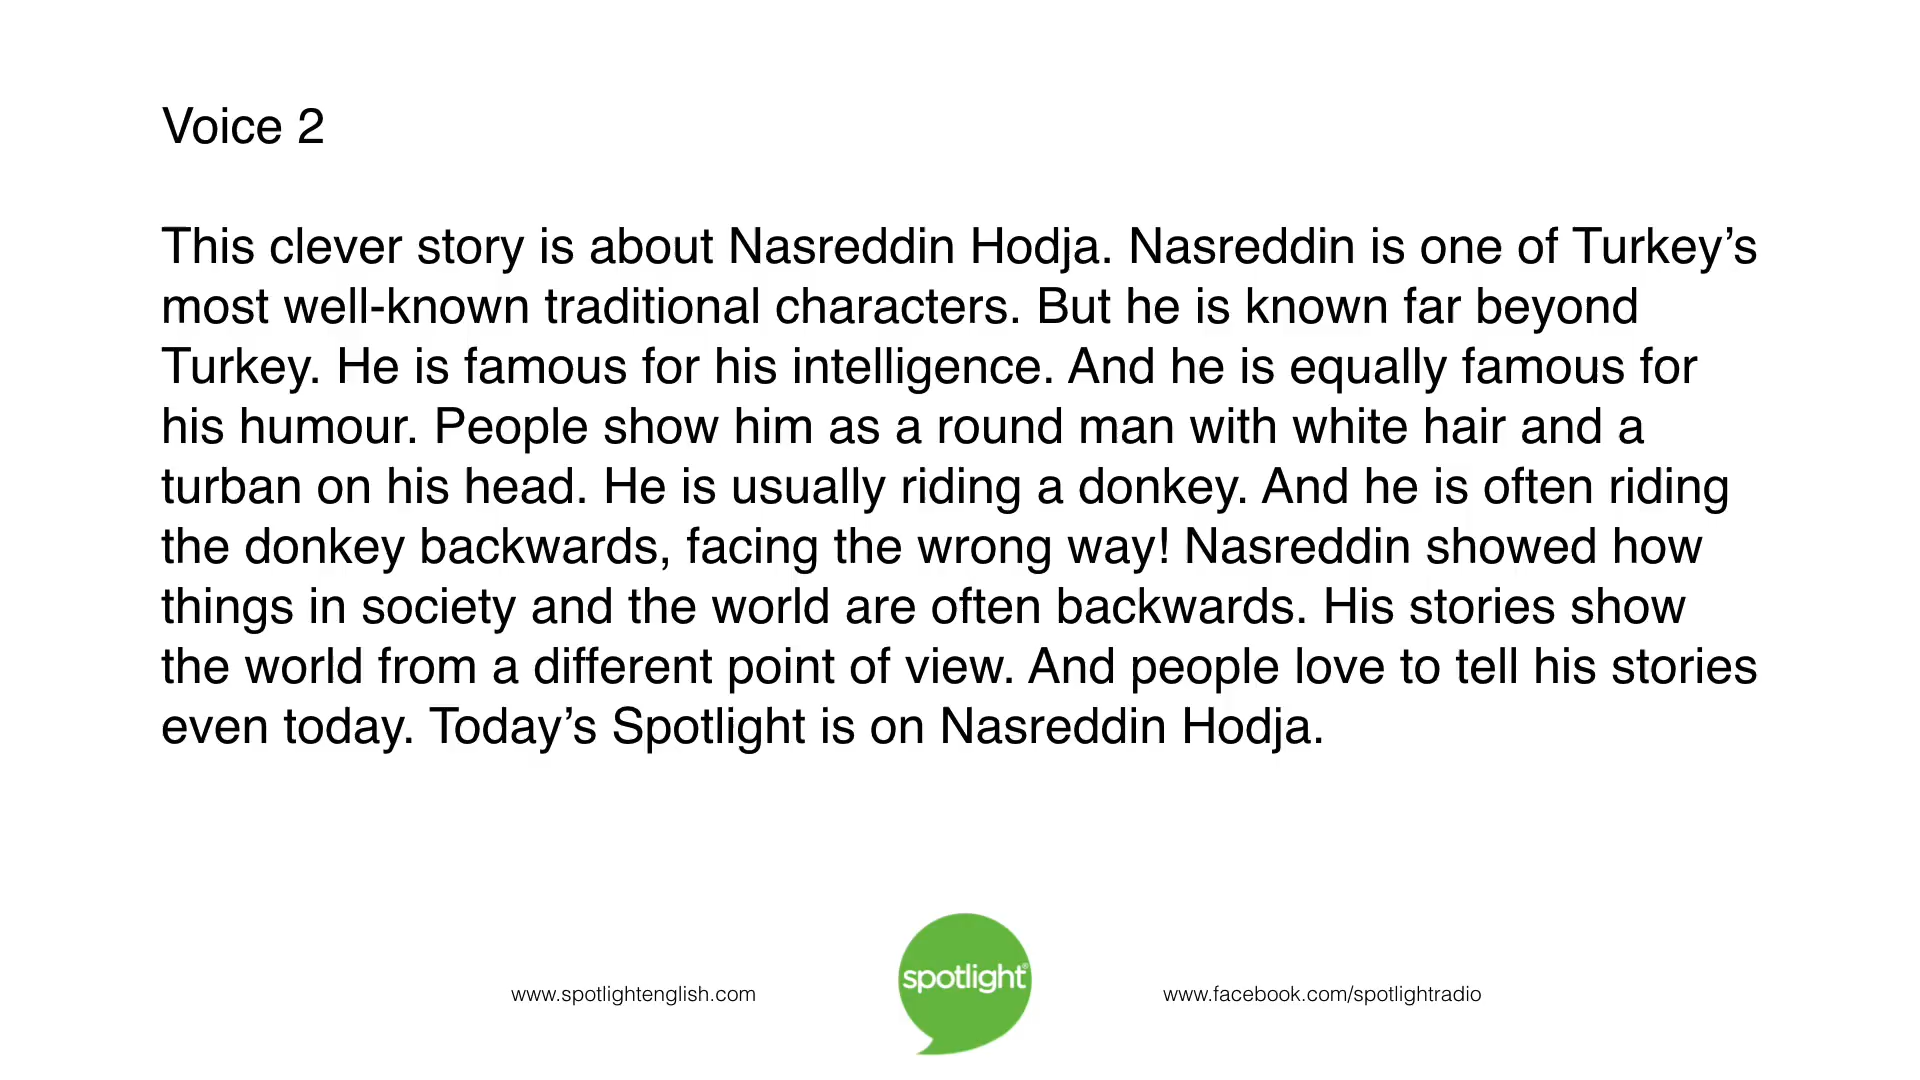 Voice 2
This clever story is about Nasreddin Hodja. Nasreddin is one of Turkey’s
most well-known traditional characters. But he is known far beyond
Turkey. He is famous for his intelligence. And he is equally famous for
his humour. People show him as a round man with white hair and a
turban on his head. He is usually riding a donkey. And he is often riding
the donkey backwards, facing the wrong way! Nasreddin showed how
things in society and the world are often backwards. His stories show
the world from a different point of view. And people love to tell his stories
even today. Today’s Spotlight is on Nasreddin Hodja.
www.spotlightenglish.com
spotlight®
www.facebook.com/spotlightradio